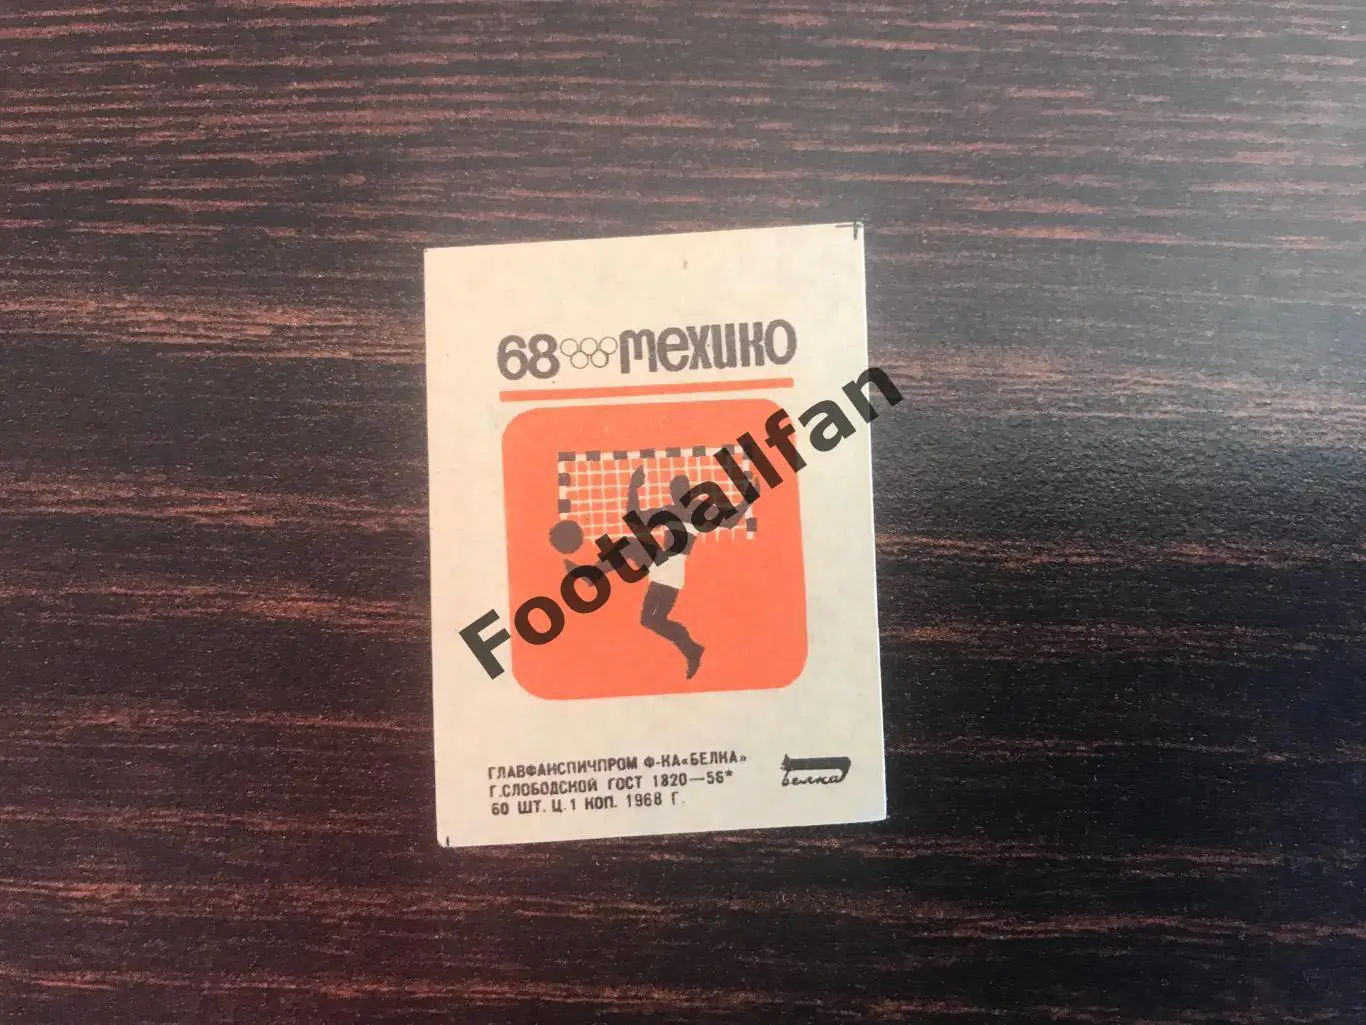 68 мехико
Footballfan
ГЛАВФАНСПИЧПРОМ Ф-КА«БЕЛКА»
Г.СЛОБОДСКОЙ ГОСТ 1820—56*
60 ШТ. Ц.1 КОП. 1968 Г.
белка